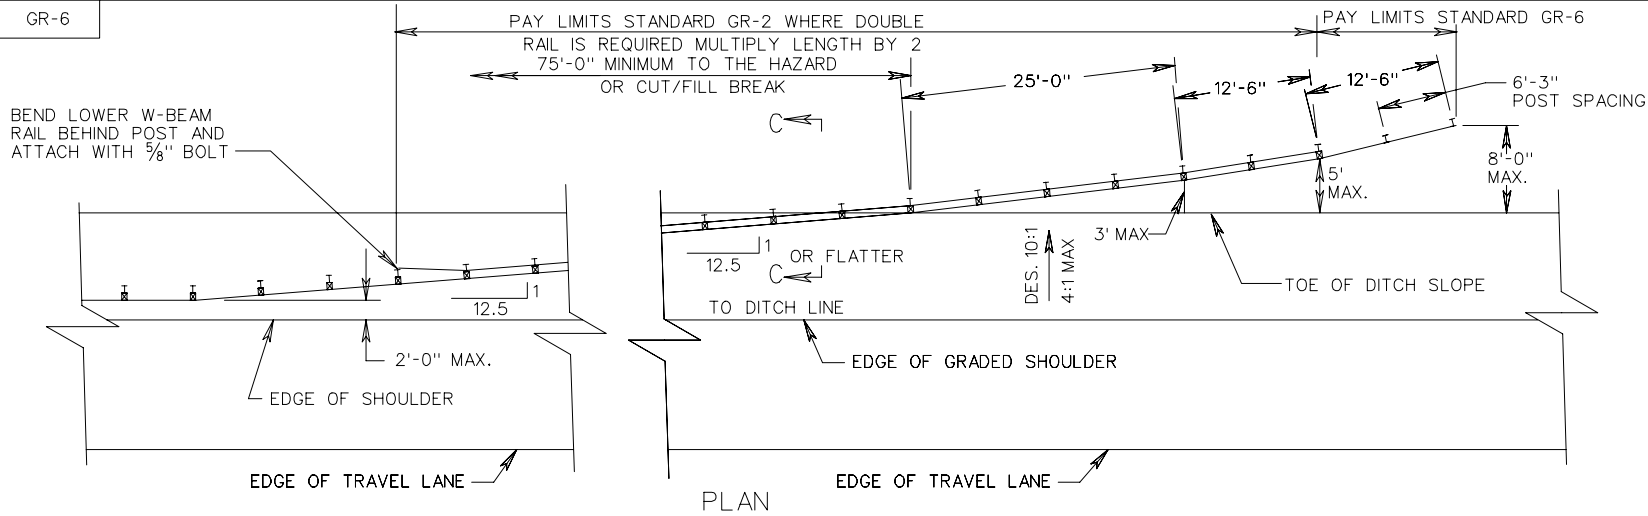 GR-6
PAY LIMITS STANDARD GR-2 WHERE DOUBLE
RAIL IS REQUIRED MULTIPLY LENGTH BY 2
75'-0" MINIMUM TO THE HAZARD
OR CUT/FILL BREAK
PAY LIMITS STANDARD GR-6
25'-0"
12'-6"
12'-6"
6'-3"
POST SPACING
BEND LOWER W-BEAM
RAIL BEHIND POST AND
ATTACH WITH 5/8" BOLT
C
8'-0"
MAX.
5'
MAX.
3' MAX
1
12.5
OR FLATTER
C
1
12.5
DES. 10:1
4:1 MAX
TO DITCH LINE
TOE OF DITCH SLOPE
2'-0" MAX.
EDGE OF GRADED SHOULDER
EDGE OF SHOULDER
EDGE OF TRAVEL LANE
EDGE OF TRAVEL LANE
PLAN